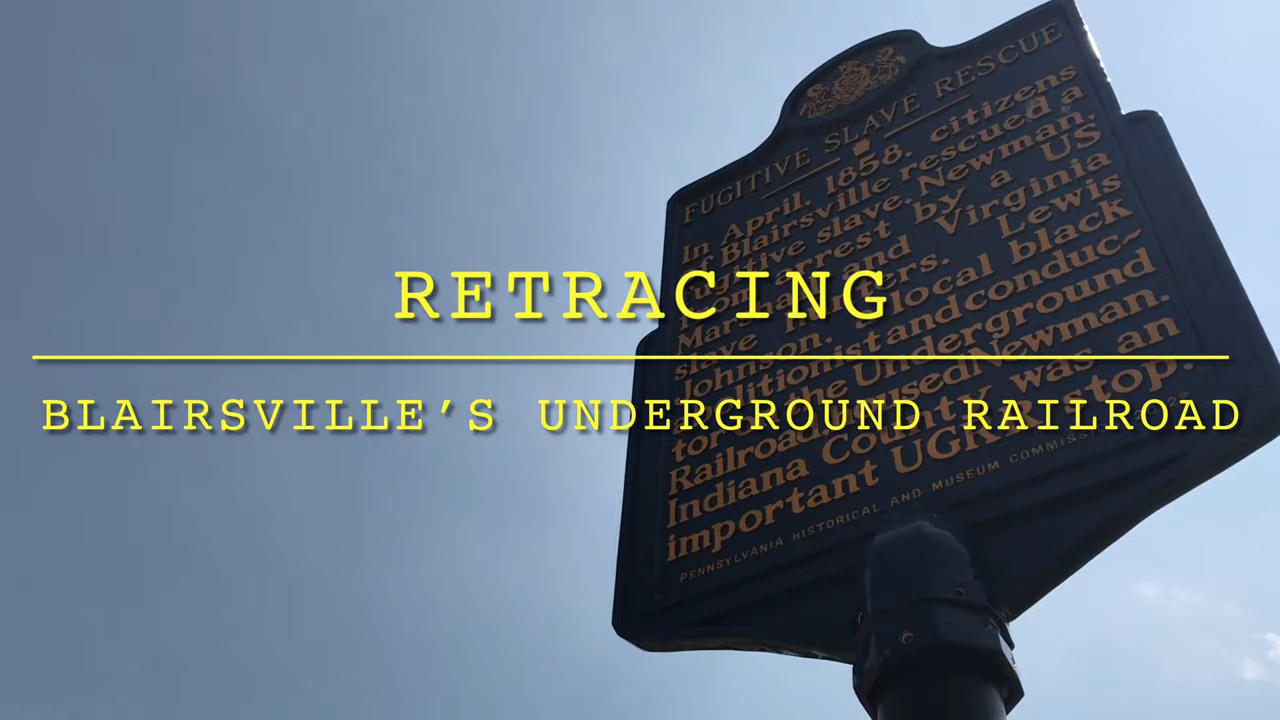 RETRACING
BLAIRSVILLE’S UNDERGROUND RAILROAD
FUGITIVE SLAVE RESCUE
In April, 1858, citizens
of Blairsville rescued a
fugitive slave, Newman,
from arrest by a US
Marshal and Virginia
slave hunters. Lewis
Johnson, a local black
abolitionist and conduc~
tor on the Underground
Railroad, housed Newman.
Indiana County was an
important UGRR stop.
PENNSYLVANIA HISTORICAL AND MUSEUM COMMISSION